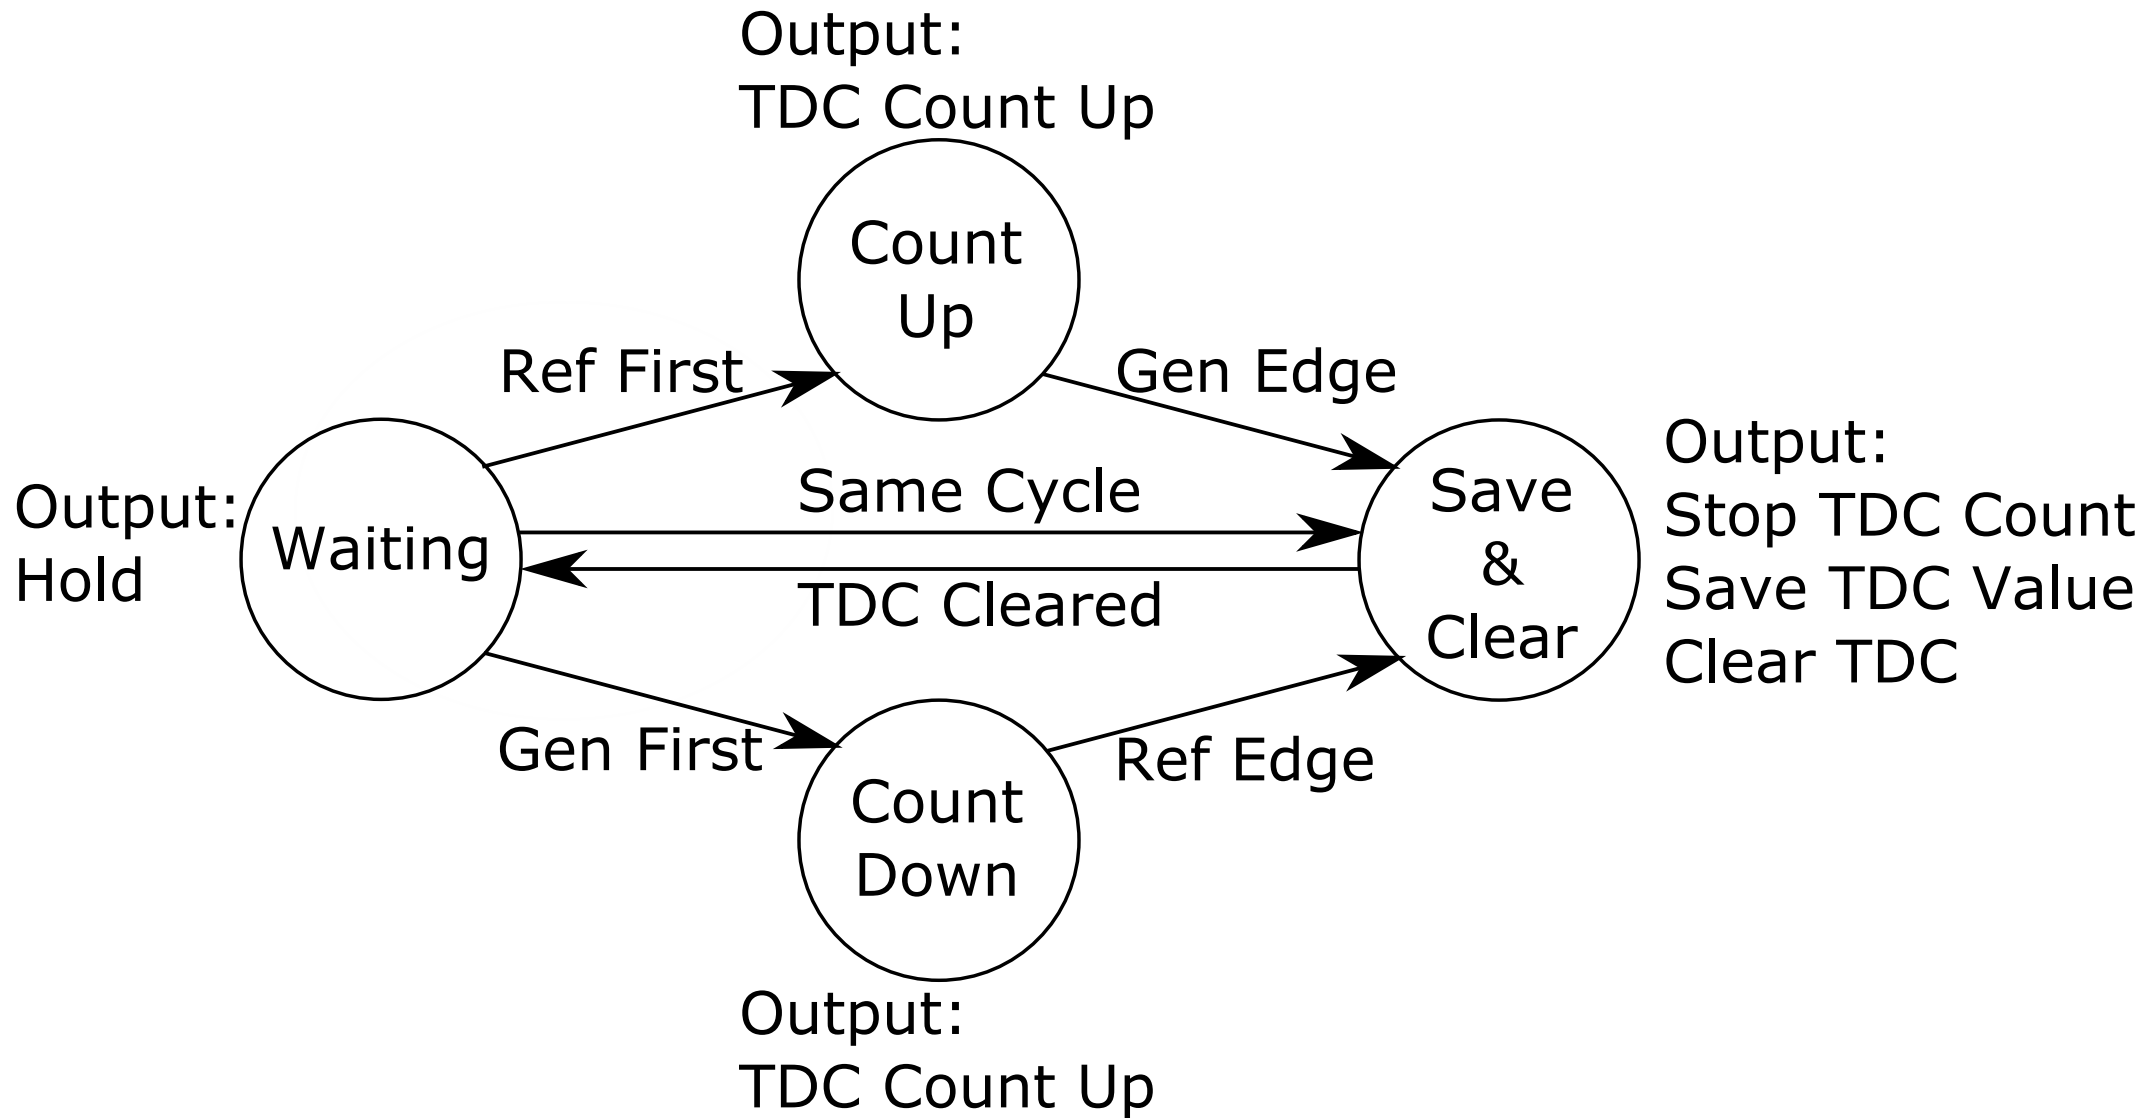 Output:
TDC Count Up
Count
Up
Ref First
Gen Edge
Output:
Hold
Waiting
Same Cycle
TDC Cleared
Save
&
Clear
Output:
Stop TDC Count
Save TDC Value
Clear TDC
Gen First
Ref Edge
Count
Down
Output:
TDC Count Up